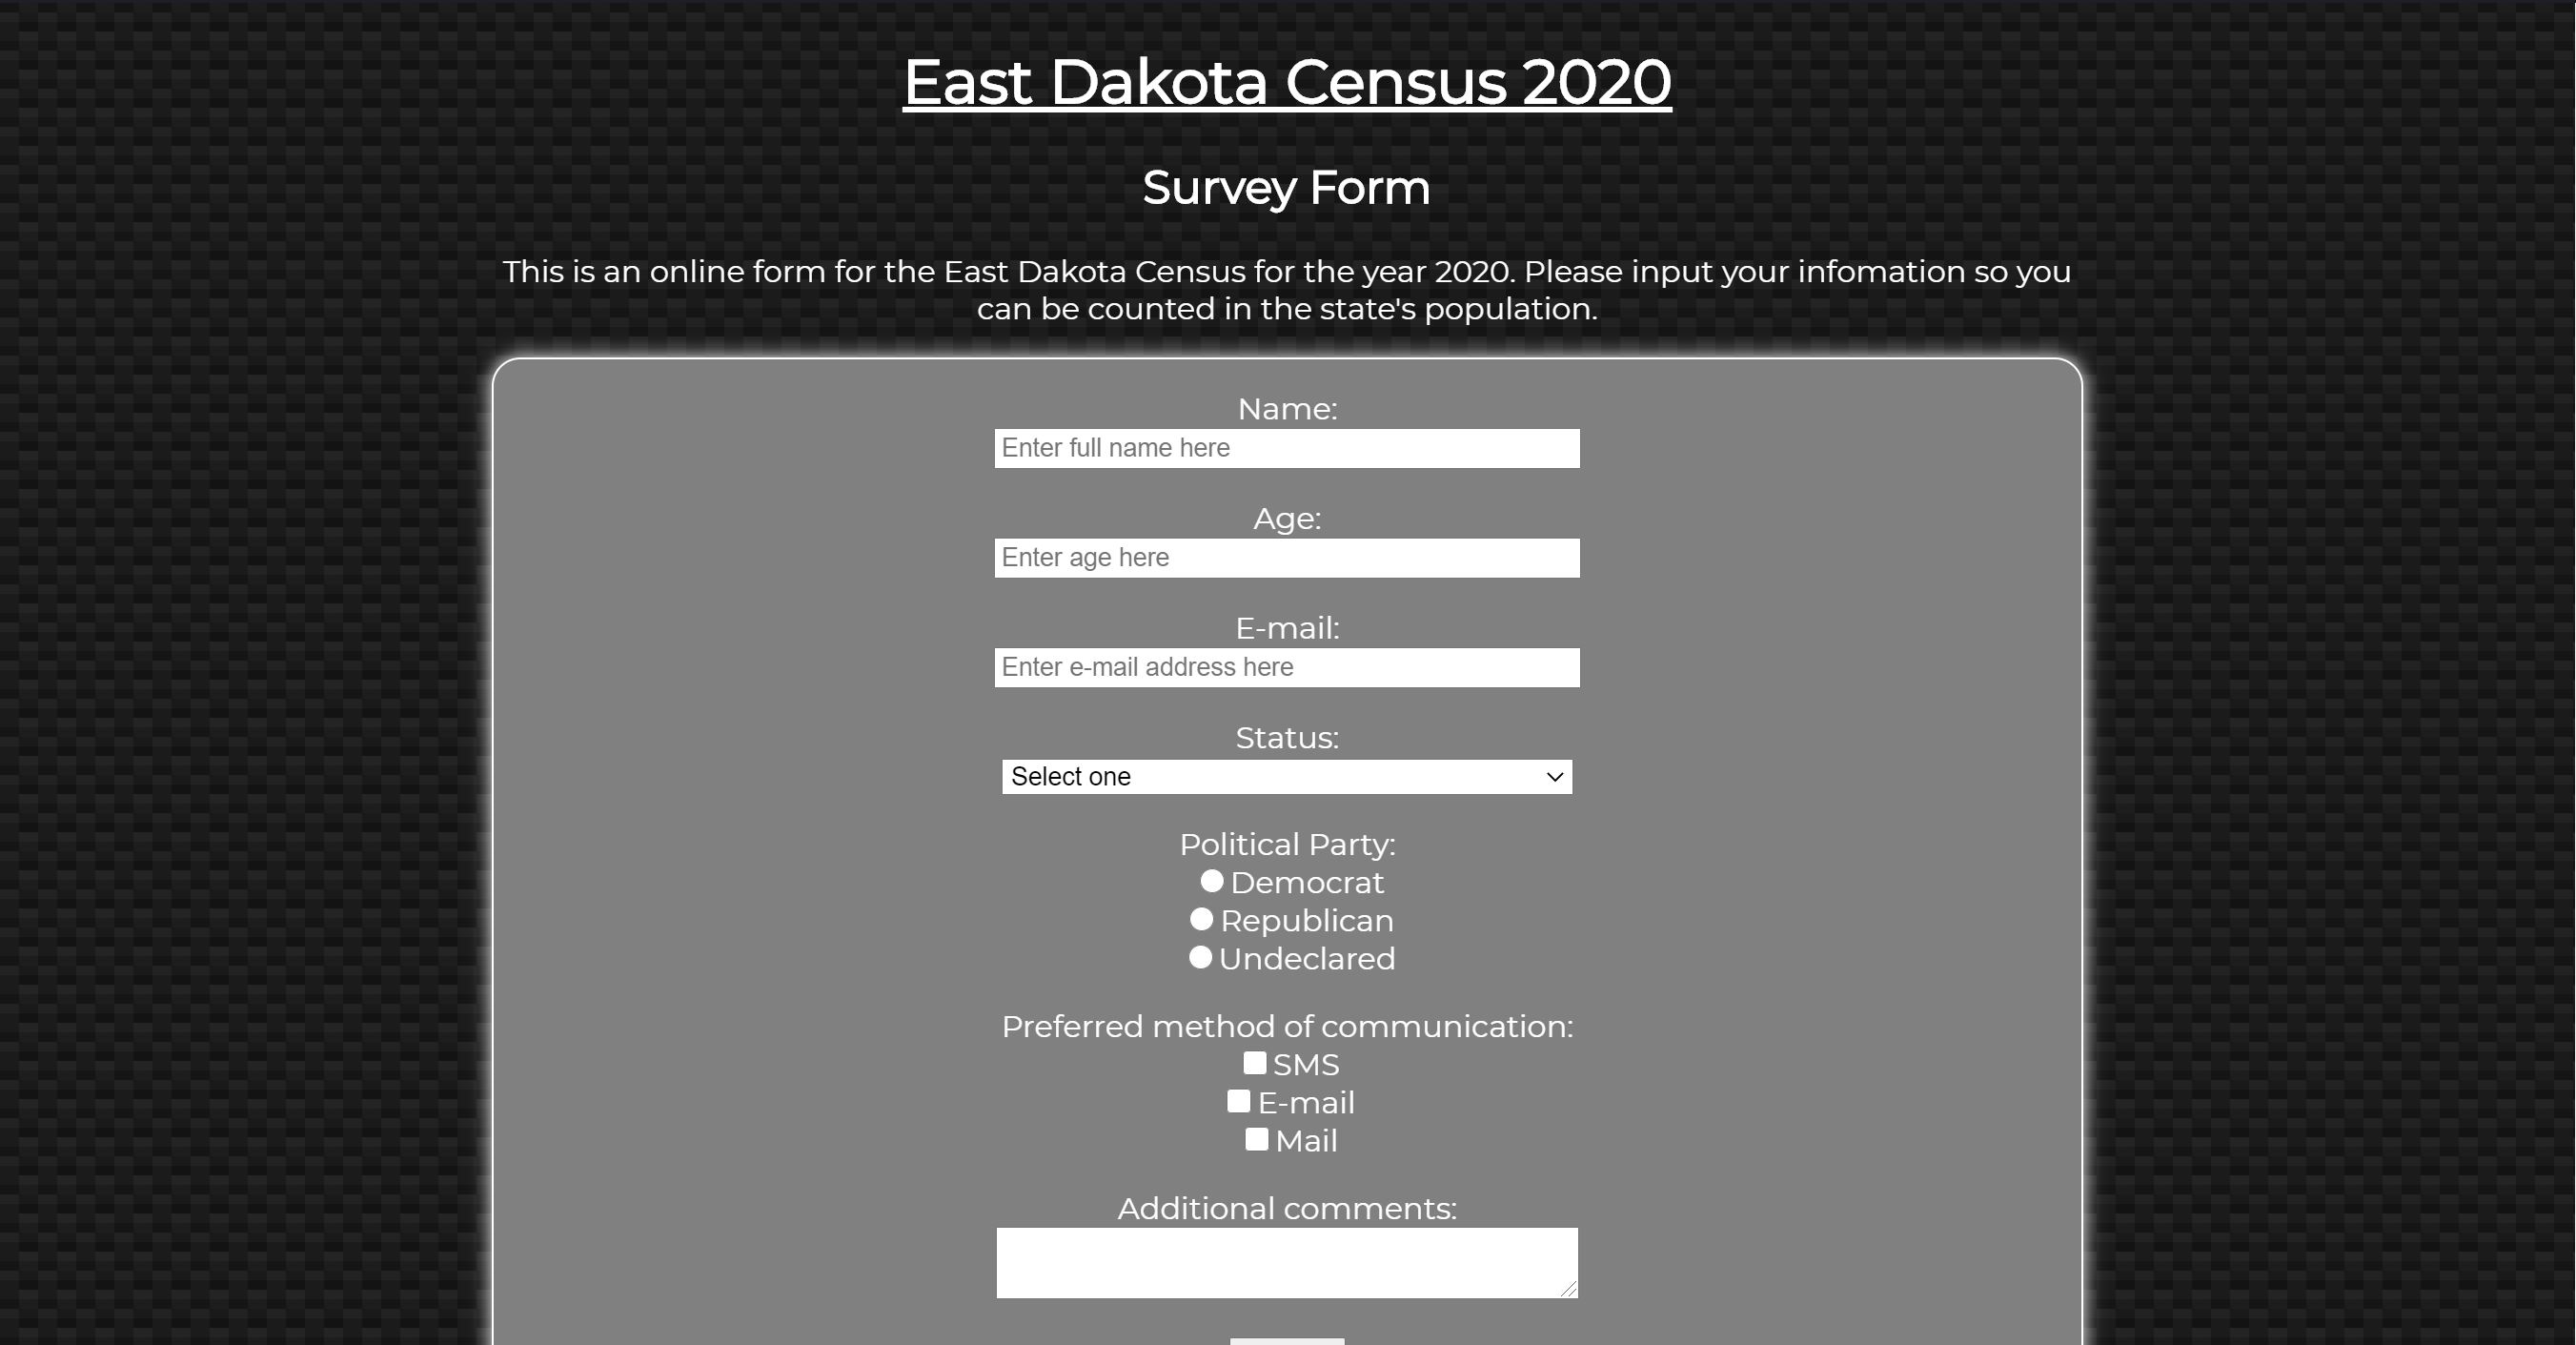 East Dakota Census 2020
Survey Form
This is an online form for the East Dakota Census for the year 2020. Please input your infomation so you
can be counted in the state's population.
Name:
Enter full name here
Age:
Enter age here
E-mail:
Enter e-mail address here
Status:
Select one
Political Party:
Democrat
Republican
Undeclared
Preferred method of communication:
SMS
E-mail
Mail
Additional comments: